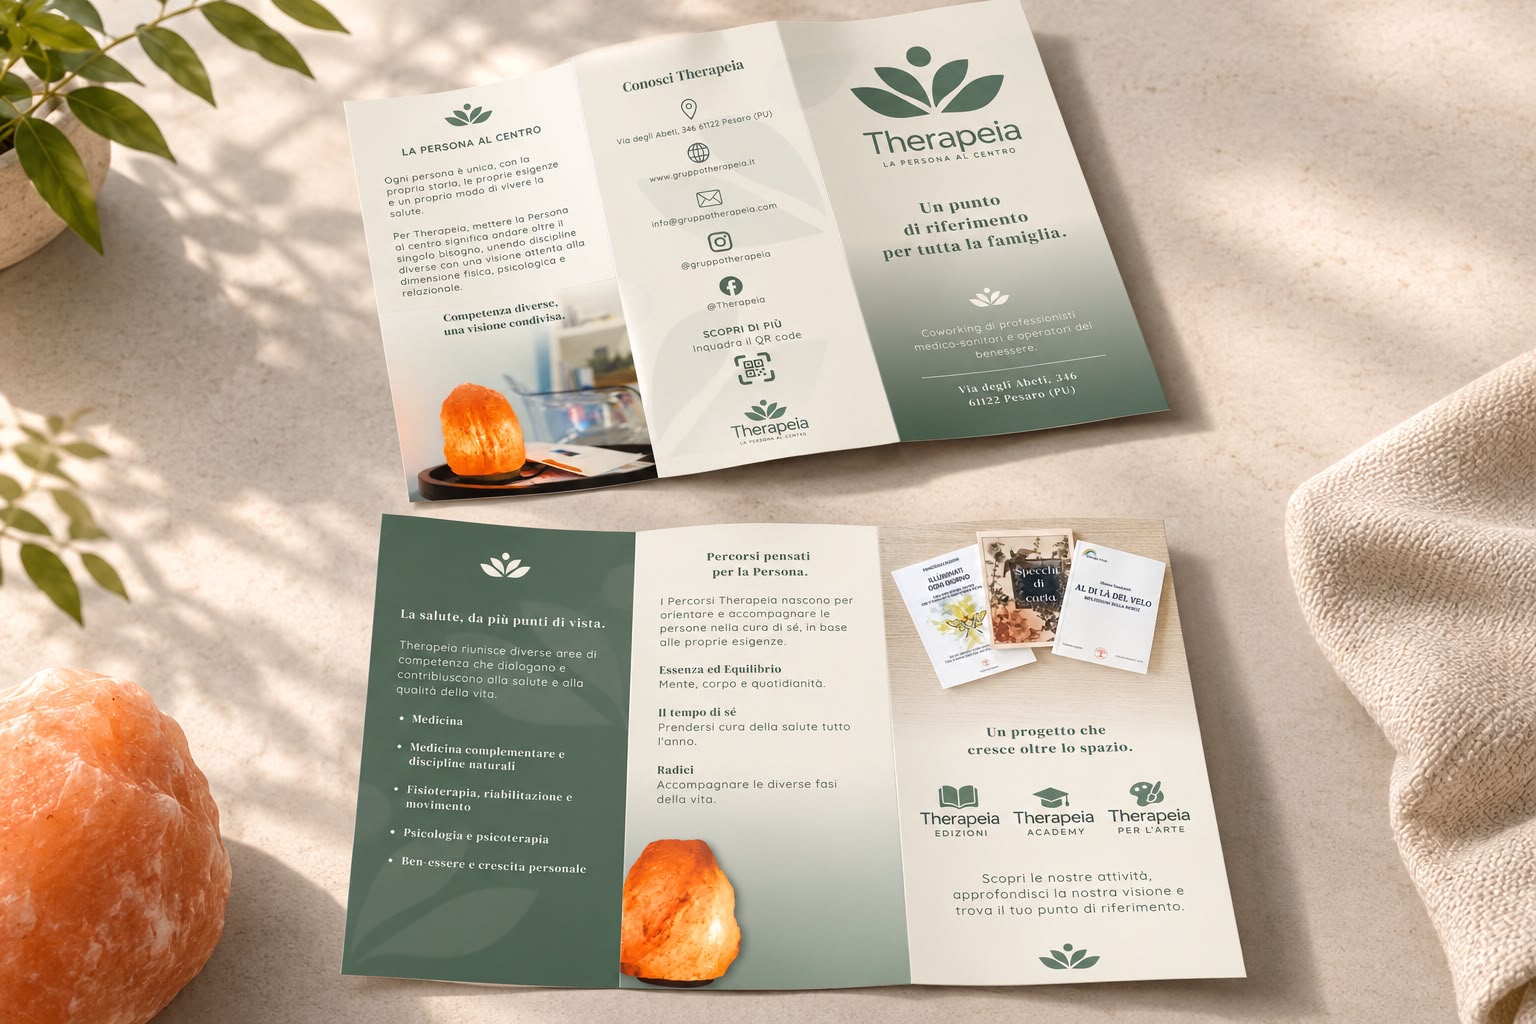 LA PERSONA AL CENTRO
Ogni persona è unica, con la
propria storia, le proprie esigenze
e un proprio modo di vivere la
salute.
Per Therapeia, mettere la Persona
al centro significa andare oltre il
singolo bisogno, unendo discipline
diverse con una visione attenta alla
dimensione fisica, psicologica e
relazionale.
Competenza diverse,
una visione condivisa.
Conosci Therapeia
Via degli Abeti, 346 61122 Pesaro (PU)
www.gruppotherapeia.it
info@gruppotherapeia.com
@gruppotherapeia
@Therapeia
SCOPRI DI PIÙ
Inquadra il QR code
Therapeia
LA PERSONA AL CENTRO
Therapeia
LA PERSONA AL CENTRO
Un punto
di riferimento
per tutta la famiglia.
Coworking di professionisti
medico-sanitari e operatori del
benessere.
Via degli Abeti, 346
61122 Pesaro (PU)
La salute, da più punti di vista.
Therapeia riunisce diverse aree di
competenza che dialogano e
contribuiscono alla salute e alla
qualità della vita.
• Medicina
• Medicina complementare e
discipline naturali
• Fisioterapia, riabilitazione e
movimento
• Psicologia e psicoterapia
• Ben-essere e crescita personale
Percorsi pensati
per la Persona.
I Percorsi Therapeia nascono per
orientare e accompagnare le
persone nella cura di sé, in base
alle proprie esigenze.
Essenza ed Equilibrio
Mente, corpo e quotidianità.
Il tempo di sé
Prendersi cura della salute tutto
l'anno.
Radici
Accompagnare le diverse fasi
della vita.
ILLUMINATI
OGNI GIORNO
Specchi
di
carta
AL DI LÀ DEL VELO
Un progetto che
cresce oltre lo spazio.
Therapeia
EDIZIONI
Therapeia
ACADEMY
Therapeia
PER L'ARTE
Scopri le nostre attività,
approfondisci la nostra visione e
trova il tuo punto di riferimento.